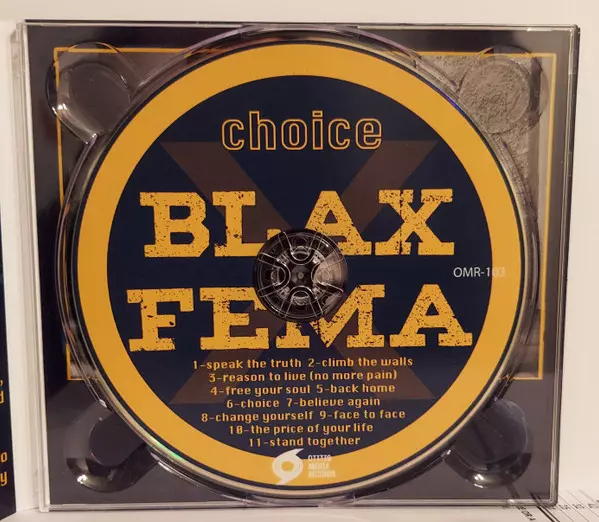 choice
BLAX
OMR-103
FEMA
1-speak the truth 2-climb the walls
3-reason to live (no more pain)
4-free your soul 5-back home
6-choice 7-believe again
8-change yourself 9-face to face
10-the price of your life
11-stand together